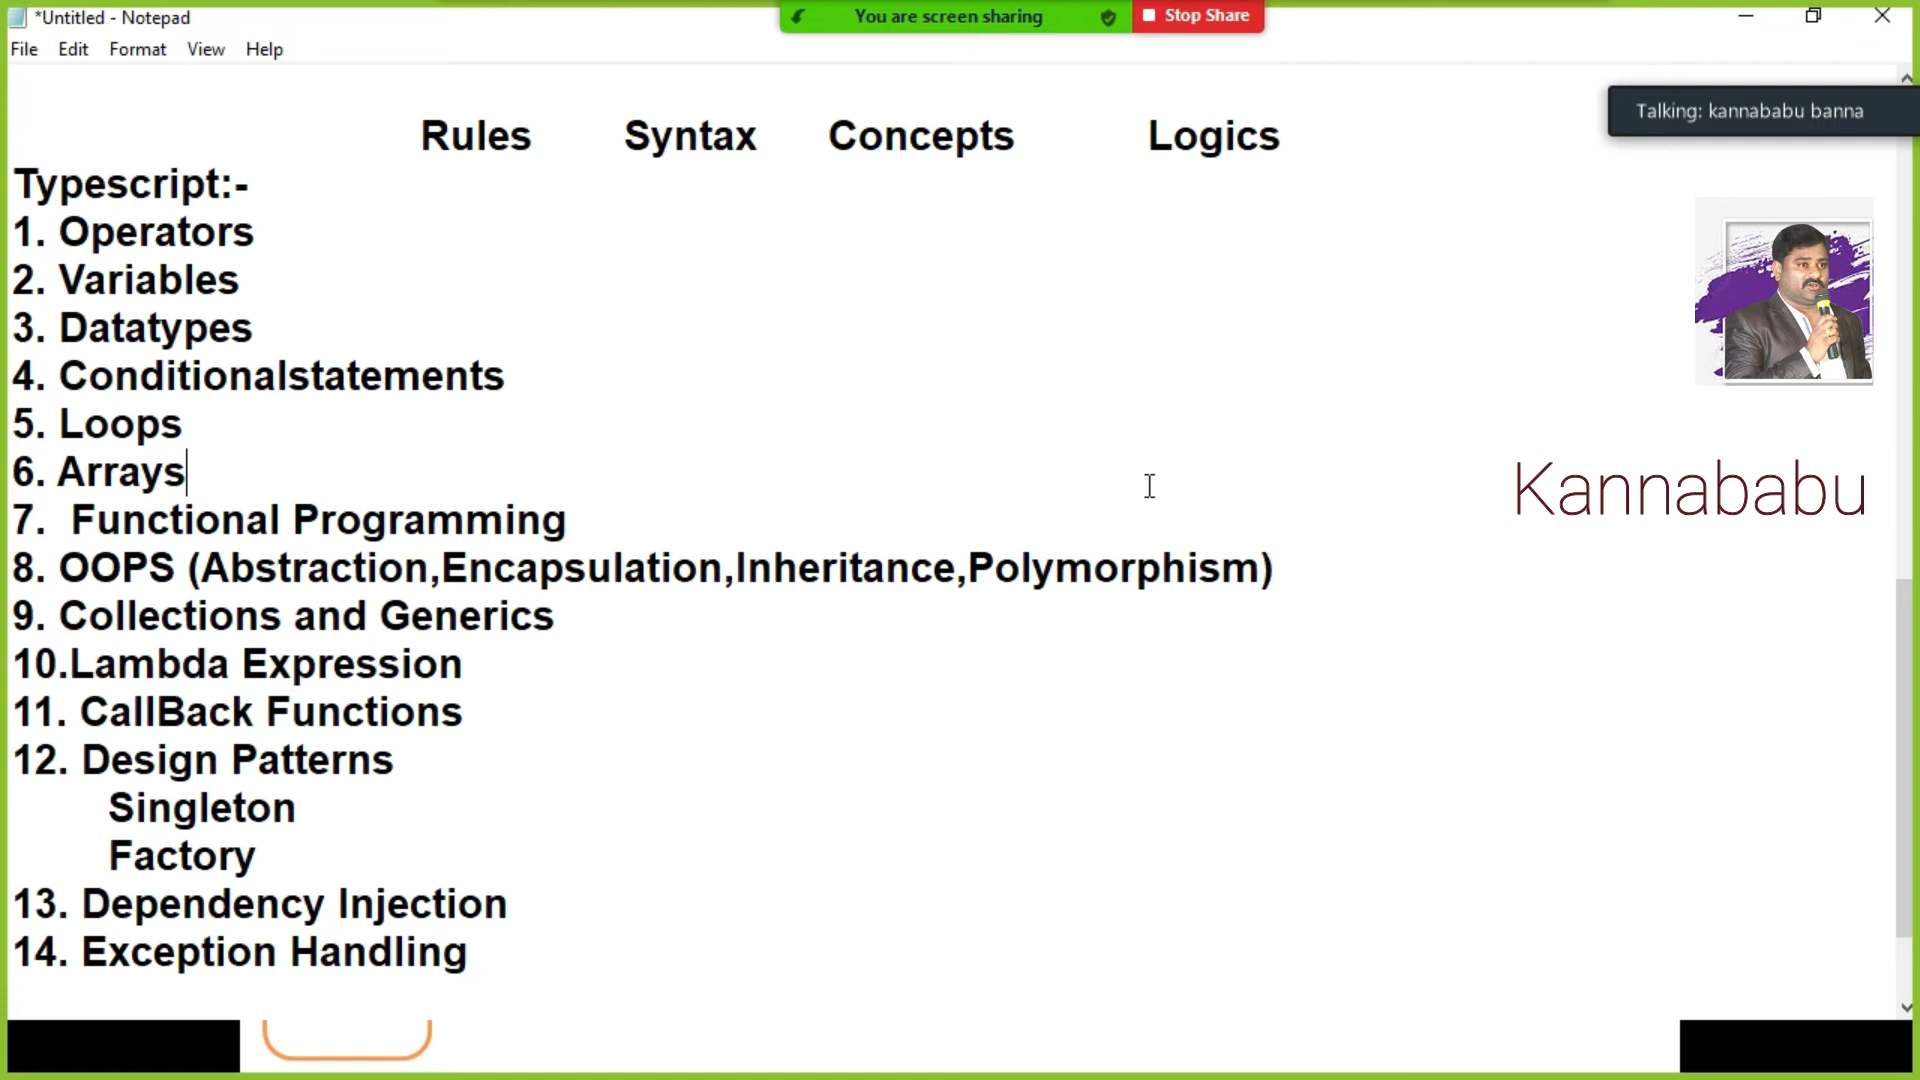 *Untitled - Notepad
You are screen sharing
Stop Share
File Edit Format View Help
Talking: kannababu banna
Rules Syntax Concepts Logics
Typescript:-
1. Operators
2. Variables
3. Datatypes
4. Conditionalstatements
5. Loops
6. Arrays
Kannababu
7.  Functional Programming
8. OOPS (Abstraction,Encapsulation,Inheritance,Polymorphism)
9. Collections and Generics
10.Lambda Expression
11. CallBack Functions
12. Design Patterns
Singleton
Factory
13. Dependency Injection
14. Exception Handling